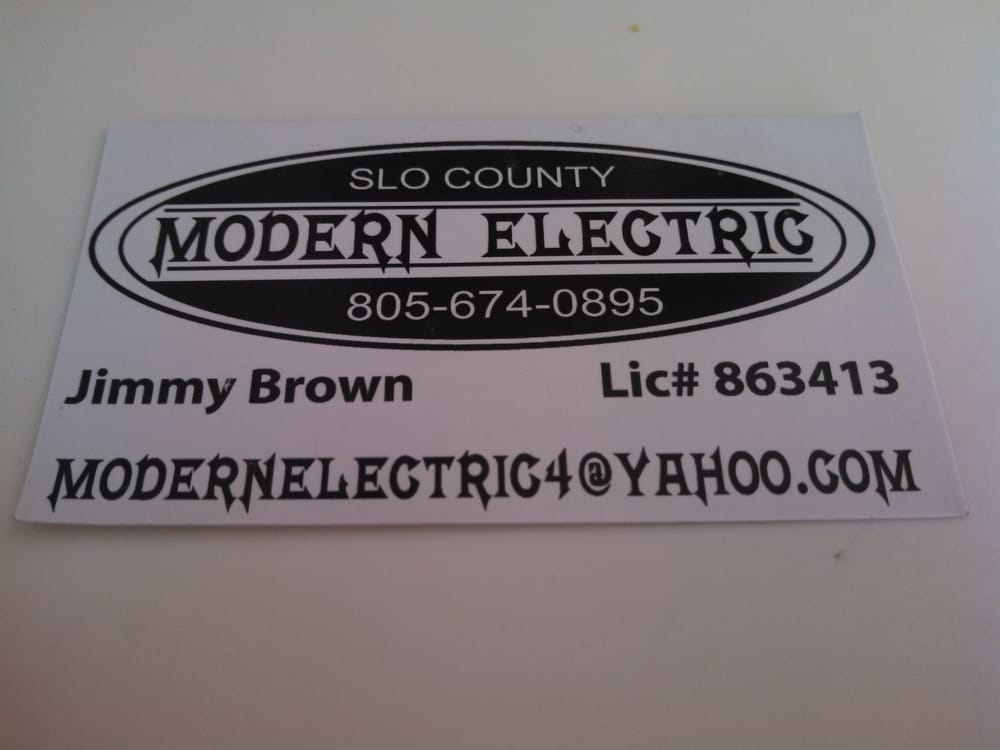 SLO COUNTY
MODERN ELECTRIC
805-674-0895
Jimmy Brown Lic# 863413
MODERNELECTRIC4@YAHOO.COM